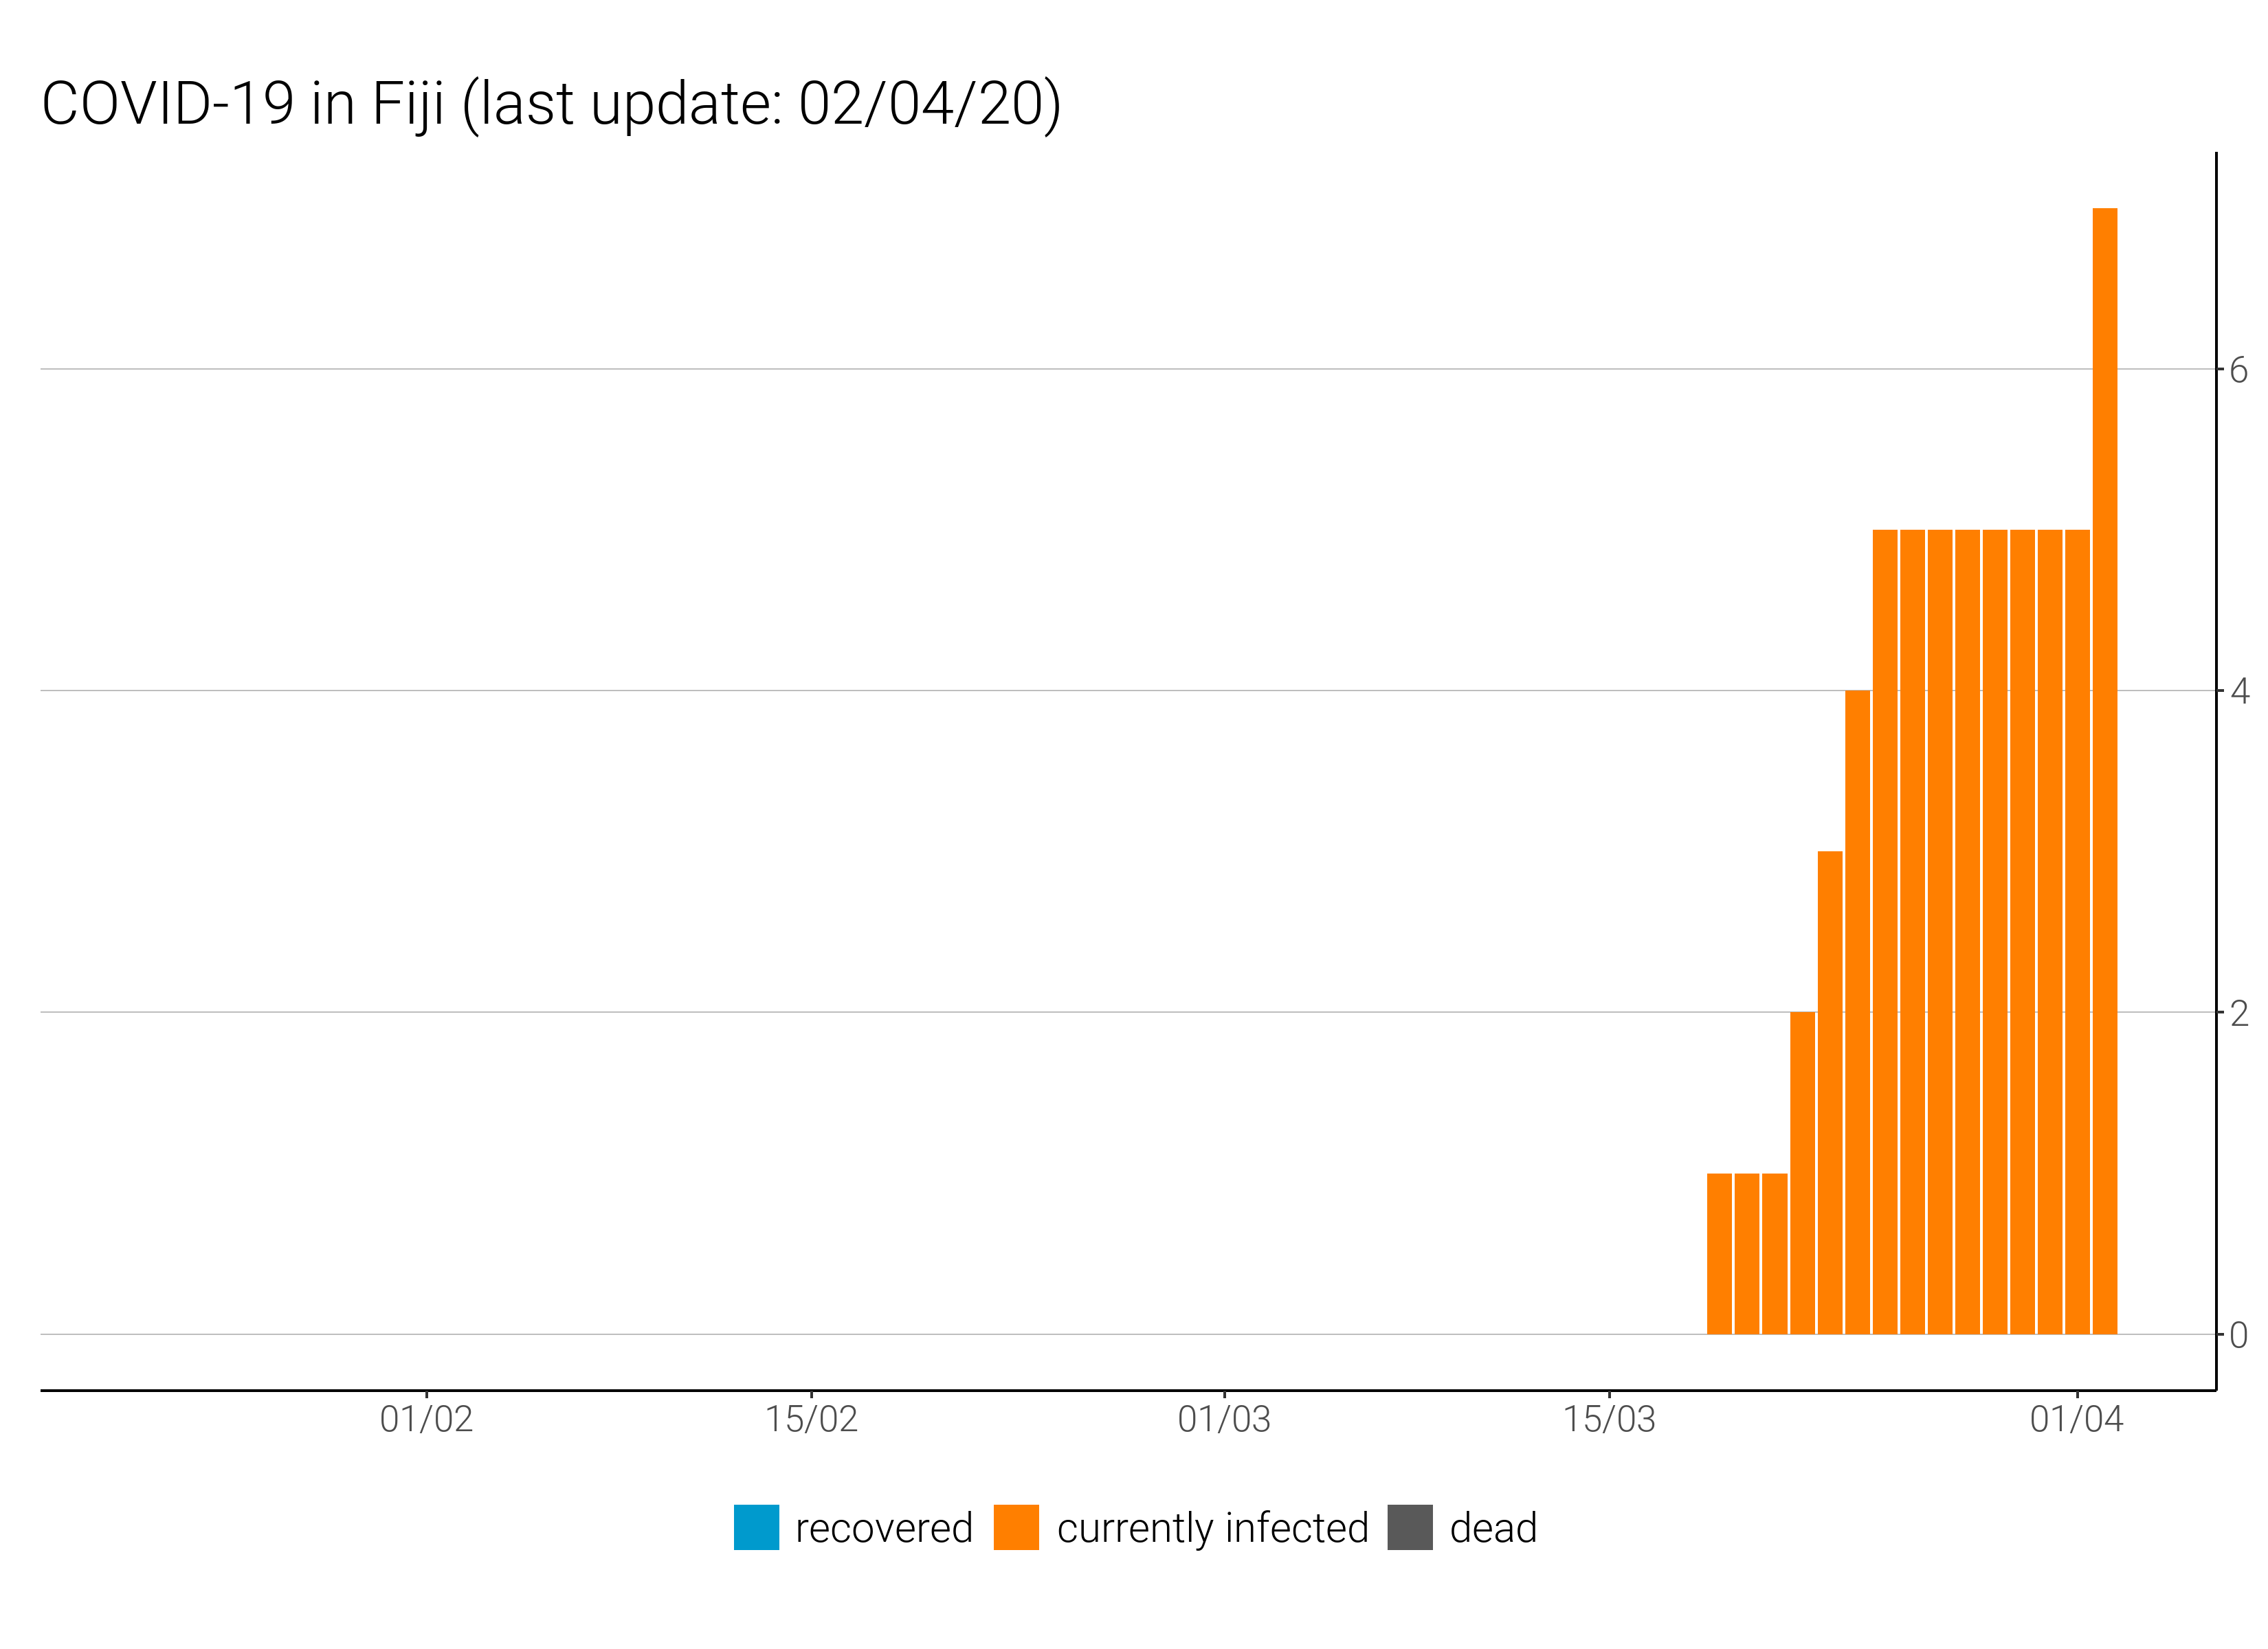 COVID-19 in Fiji (last update: 02/04/20)
6
4
2
0
01/02 15/02 01/03 15/03 01/04
recovered currently infected dead